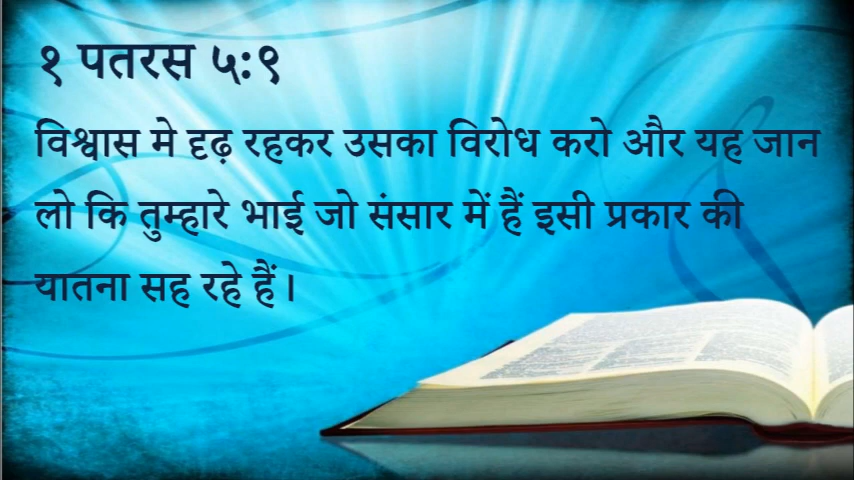 १ पतरस ५:९
विश्वास मे दृढ़ रहकर उसका विरोध करो और यह जान
लो कि तुम्हारे भाई जो संसार में हैं इसी प्रकार की
यातना सह रहे हैं।